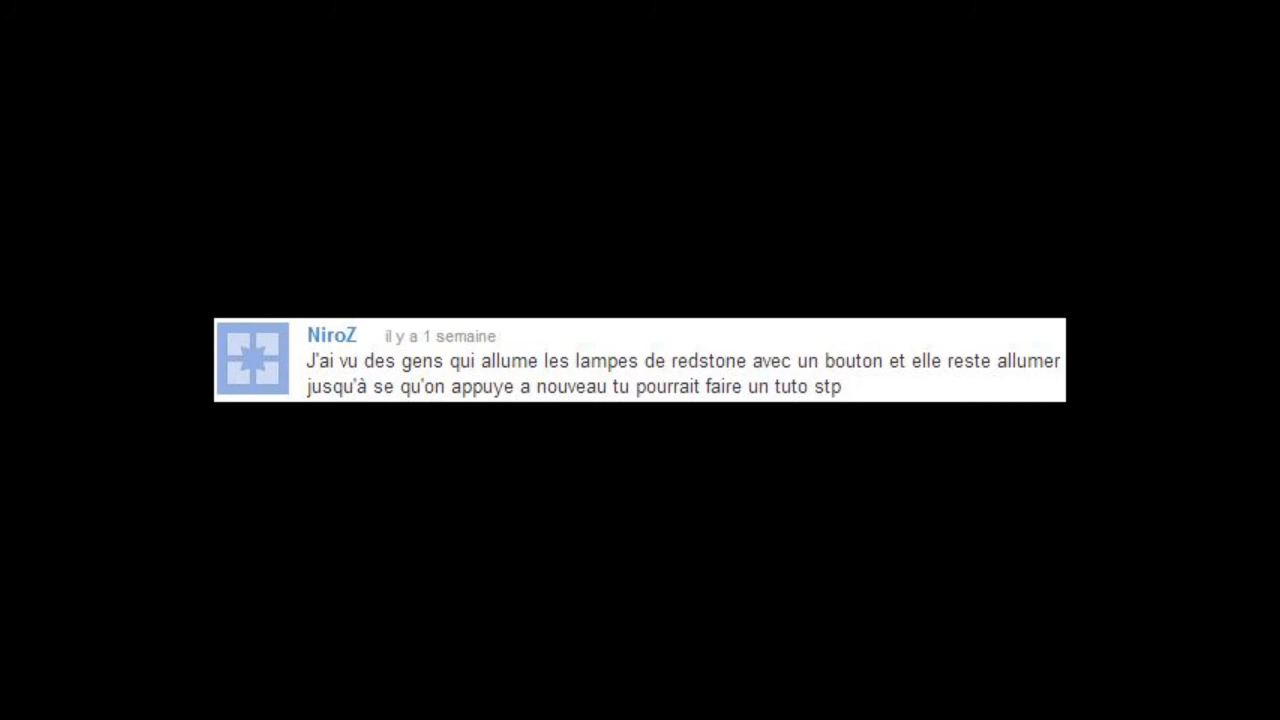 NiroZ il y a 1 semaine
J'ai vu des gens qui allume les lampes de redstone avec un bouton et elle reste allumer
jusqu'à se qu'on appuye a nouveau tu pourrait faire un tuto stp